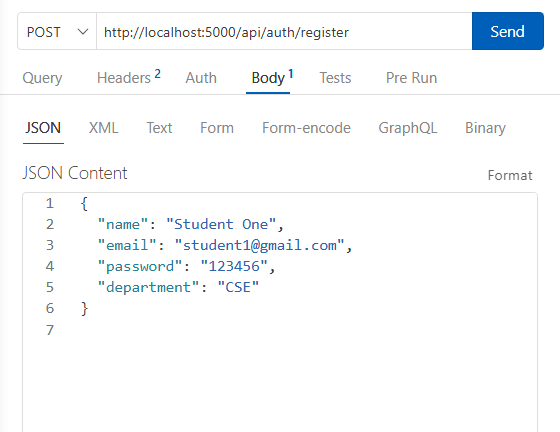 POST http://localhost:5000/api/auth/register Send
Query Headers 2 Auth Body 1 Tests Pre Run
JSON XML Text Form Form-encode GraphQL Binary
JSON Content Format
1 {
2 "name": "Student One",
3 "email": "student1@gmail.com",
4 "password": "123456",
5 "department": "CSE"
6 }
7